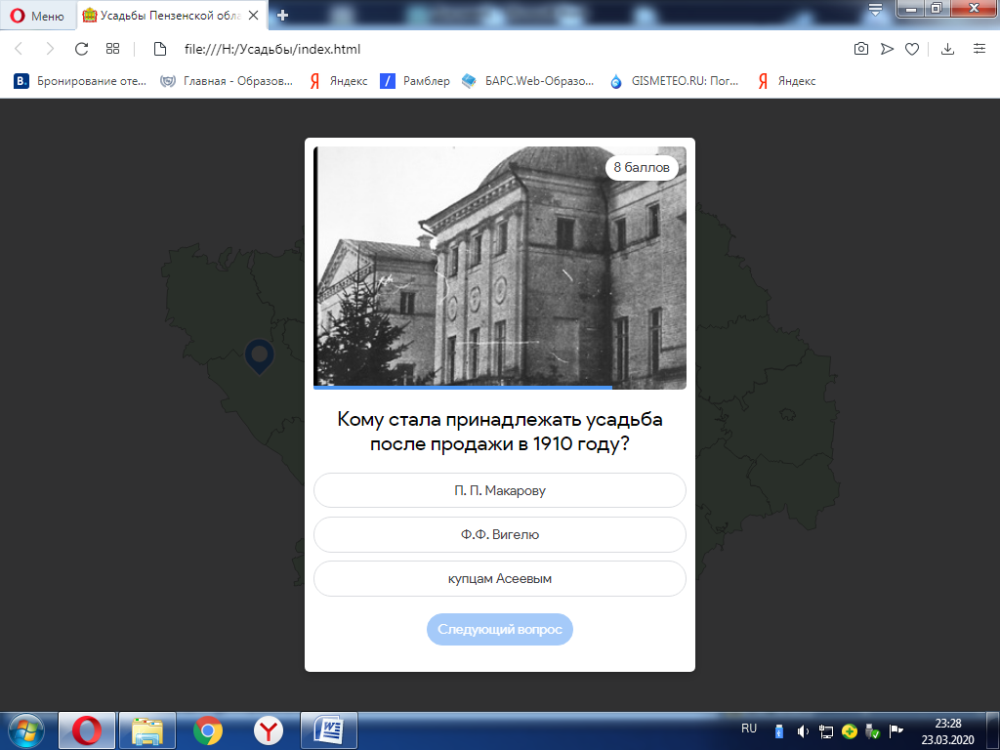 Меню
Усадьбы Пензенской обла
file:///H:/Усадьбы/index.html
B. Бронирование оте...
Главная - Образов...
Я Яндекс
Рамблер
БАРС.Web-Образо...
GISMETEO.RU: Пог...
Я Яндекс
8 баллов
Кому стала принадлежать усадьба
после продажи в 1910 году?
П. П. Макарову
Ф.Ф. Вигелю
купцам Асеевым
Следующий вопрос
RU
23:28
23.03.2020